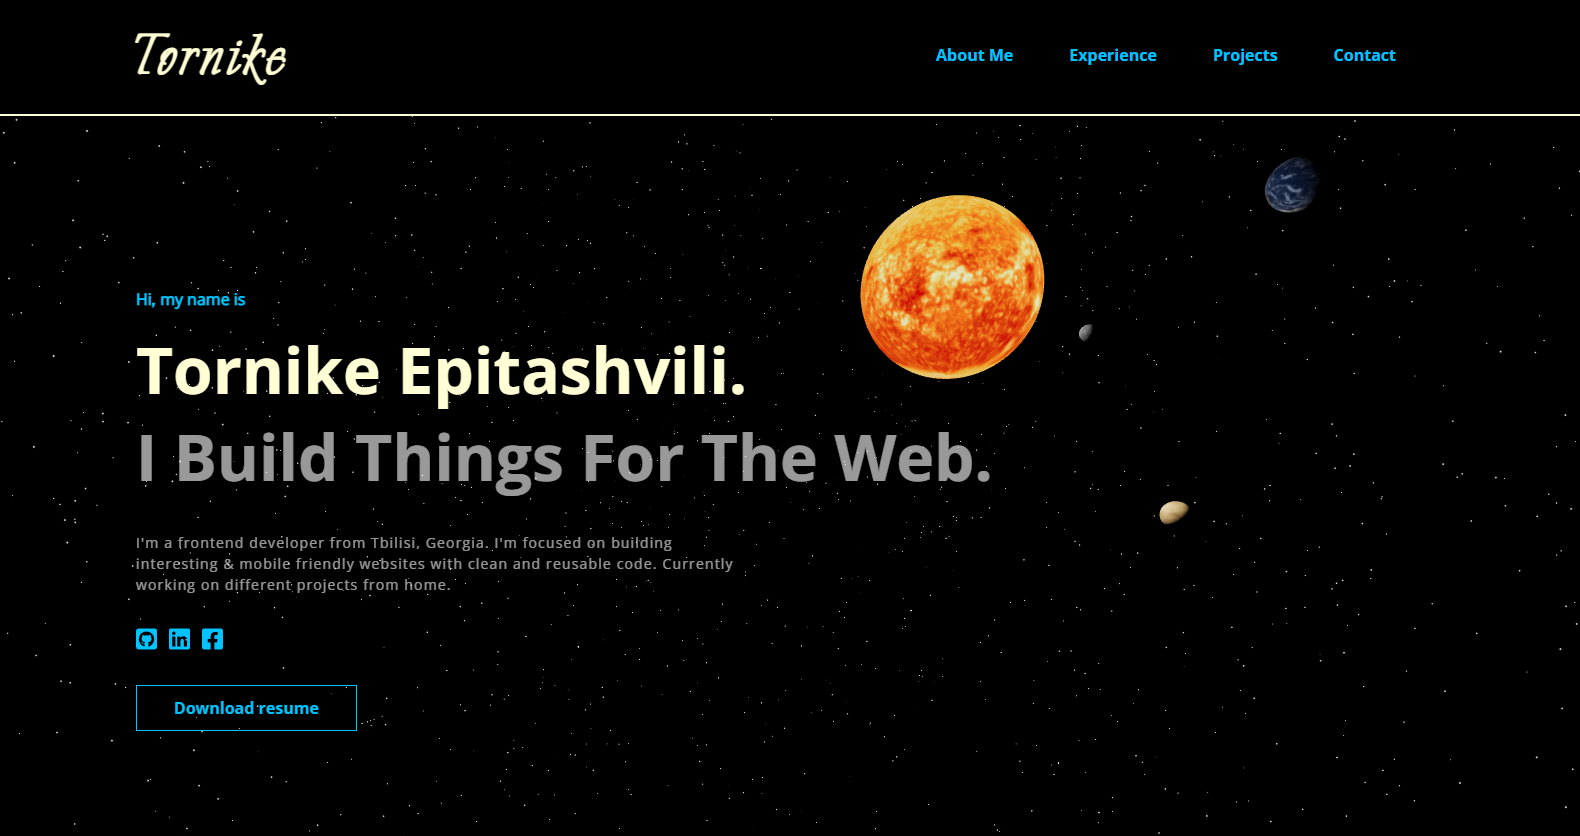 Tornike
About Me Experience Projects Contact
Hi, my name is
Tornike Epitashvili.
I Build Things For The Web.
I'm a frontend developer from Tbilisi, Georgia. I'm focused on building
interesting & mobile friendly websites with clean and reusable code. Currently
working on different projects from home.
Download resume